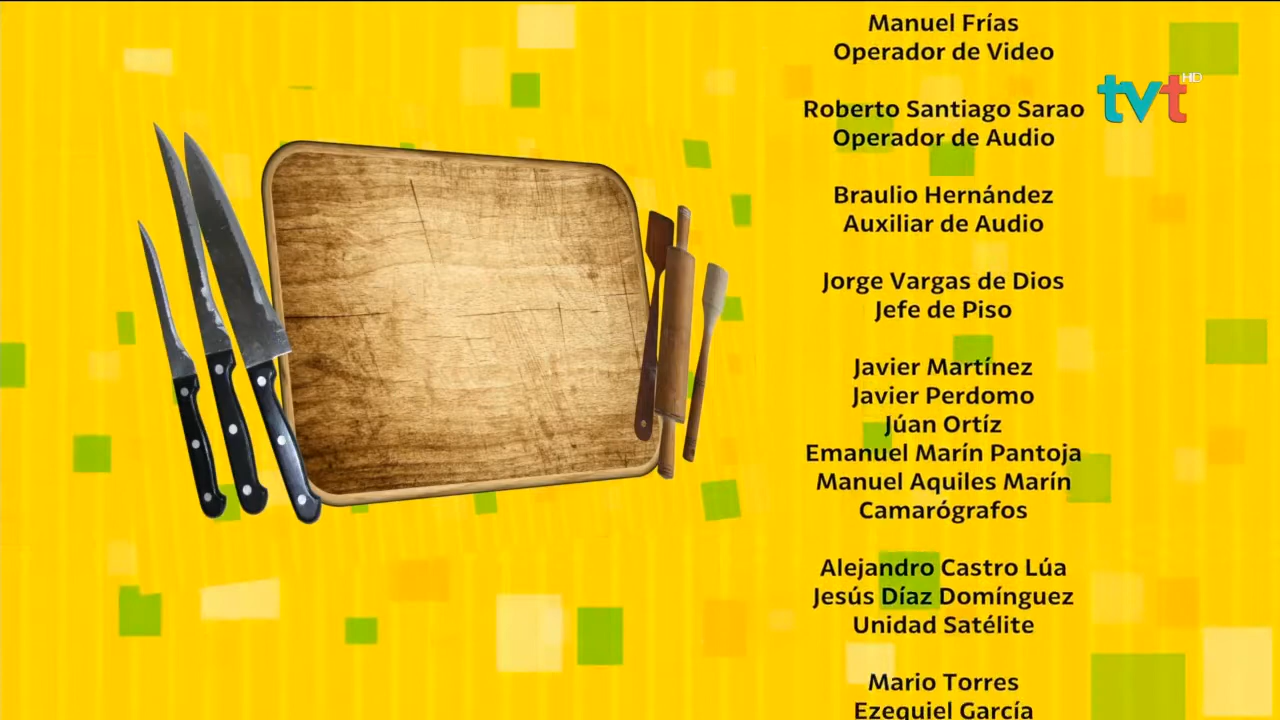 Manuel Frías
Operador de Video
tvt HD
Roberto Santiago Sarao
Operador de Audio
Braulio Hernández
Auxiliar de Audio
Jorge Vargas de Dios
Jefe de Piso
Javier Martínez
Javier Perdomo
Júan Ortíz
Emanuel Marín Pantoja
Manuel Aquiles Marín
Camarógrafos
Alejandro Castro Lúa
Jesús Díaz Domínguez
Unidad Satélite
Mario Torres
Ezequiel García